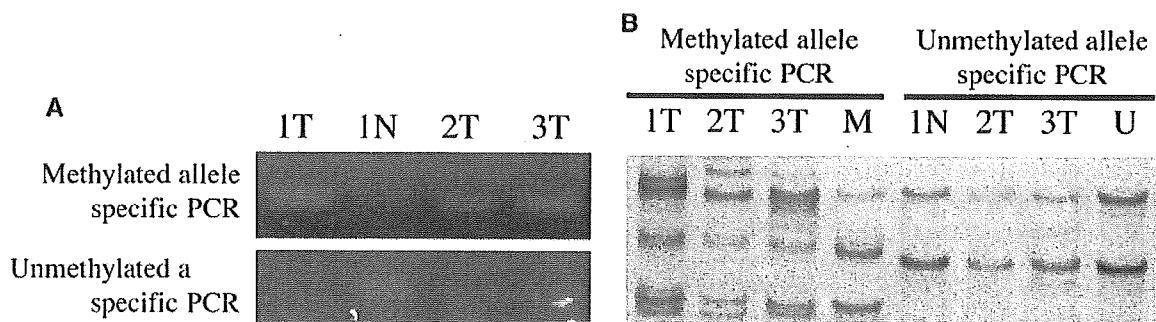 A
1T 1N 2T 3T
Methylated allele
specific PCR
Unmethylated a
specific PCR
B
Methylated allele
specific PCR
Unmethylated allele
specific PCR
1T 2T 3T M 1N 2T 3T U